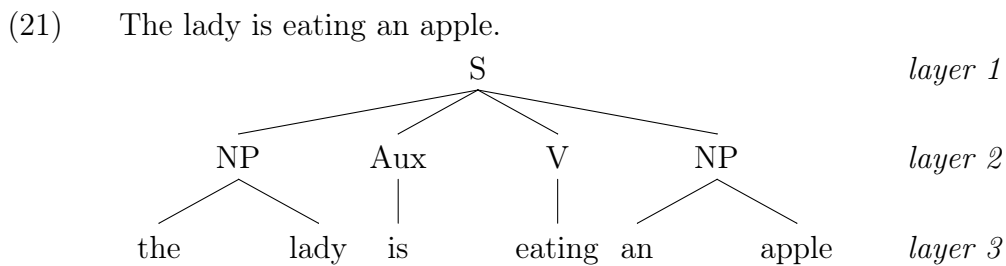 (21) The lady is eating an apple.
S layer 1
NP Aux V NP layer 2
the lady is eating an apple layer 3